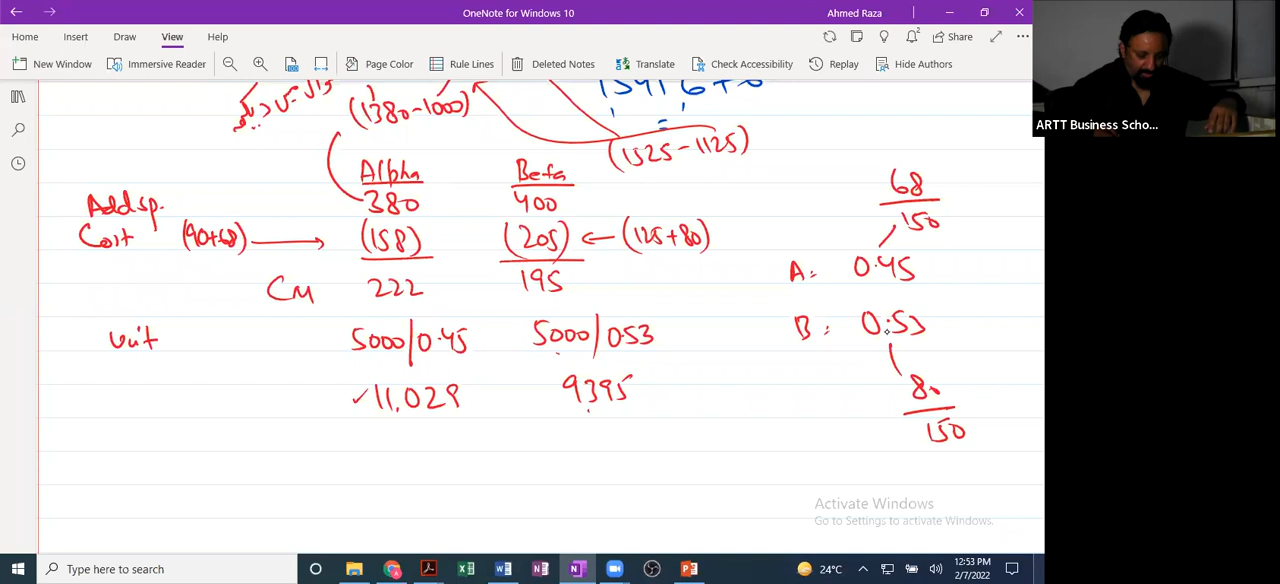 OneNote for Windows 10
Ahmed Raza
Home Insert Draw View Help
Share
New Window Immersive Reader Page Color Rule Lines Deleted Notes Translate Check Accessibility Replay Hide Authors
ARTT Business Scho...
(1380-1000)
(1525-1125)
Alpha Beta
Add sp. 380 400
Cost (90+68) (158) (205) (125+80)
CM 222 195
Unit 5000/0.45 5000/0.53
11,029 9395
68
150
A: 0.45
B: 0.53
80
150
Activate Windows
Go to Settings to activate Windows.
Type here to search
24°C
12:53 PM
2/7/2022